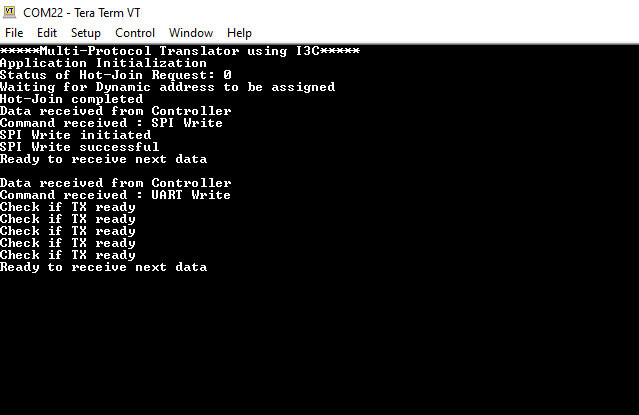 VT
COM22 - Tera Term VT
File Edit Setup Control Window Help
*****Multi-Protocol Translator using I3C*****
Application Initialization
Status of Hot-Join Request: 0
Waiting for Dynamic address to be assigned
Hot-Join completed
Data received from Controller
Command received : SPI Write
SPI Write initiated
SPI Write successful
Ready to receive next data
Data received from Controller
Command received : UART Write
Check if TX ready
Check if TX ready
Check if TX ready
Check if TX ready
Check if TX ready
Ready to receive next data